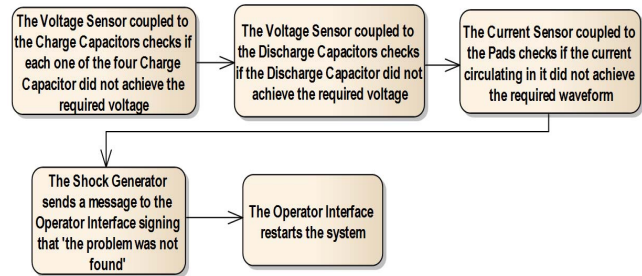 The Voltage Sensor coupled to
the Charge Capacitors checks if
each one of the four Charge
Capacitor did not achieve the
required voltage
The Voltage Sensor coupled to
the Discharge Capacitors checks
if the Discharge Capacitor did not
achieve the required voltage
The Current Sensor coupled to
the Pads checks if the current
circulating in it did not achieve
the required waveform
The Shock Generator
sends a message to the
Operator Interface signing
that 'the problem was not
found'
The Operator Interface
restarts the system